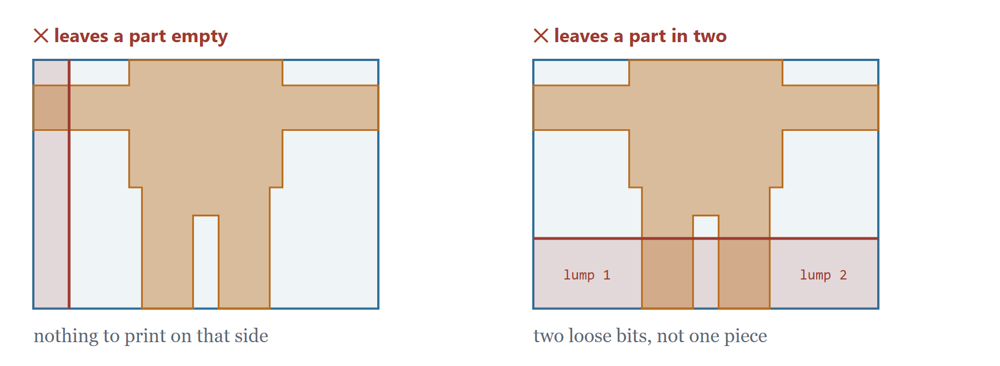 ✕ leaves a part empty
✕ leaves a part in two
lump 1
lump 2
nothing to print on that side
two loose bits, not one piece